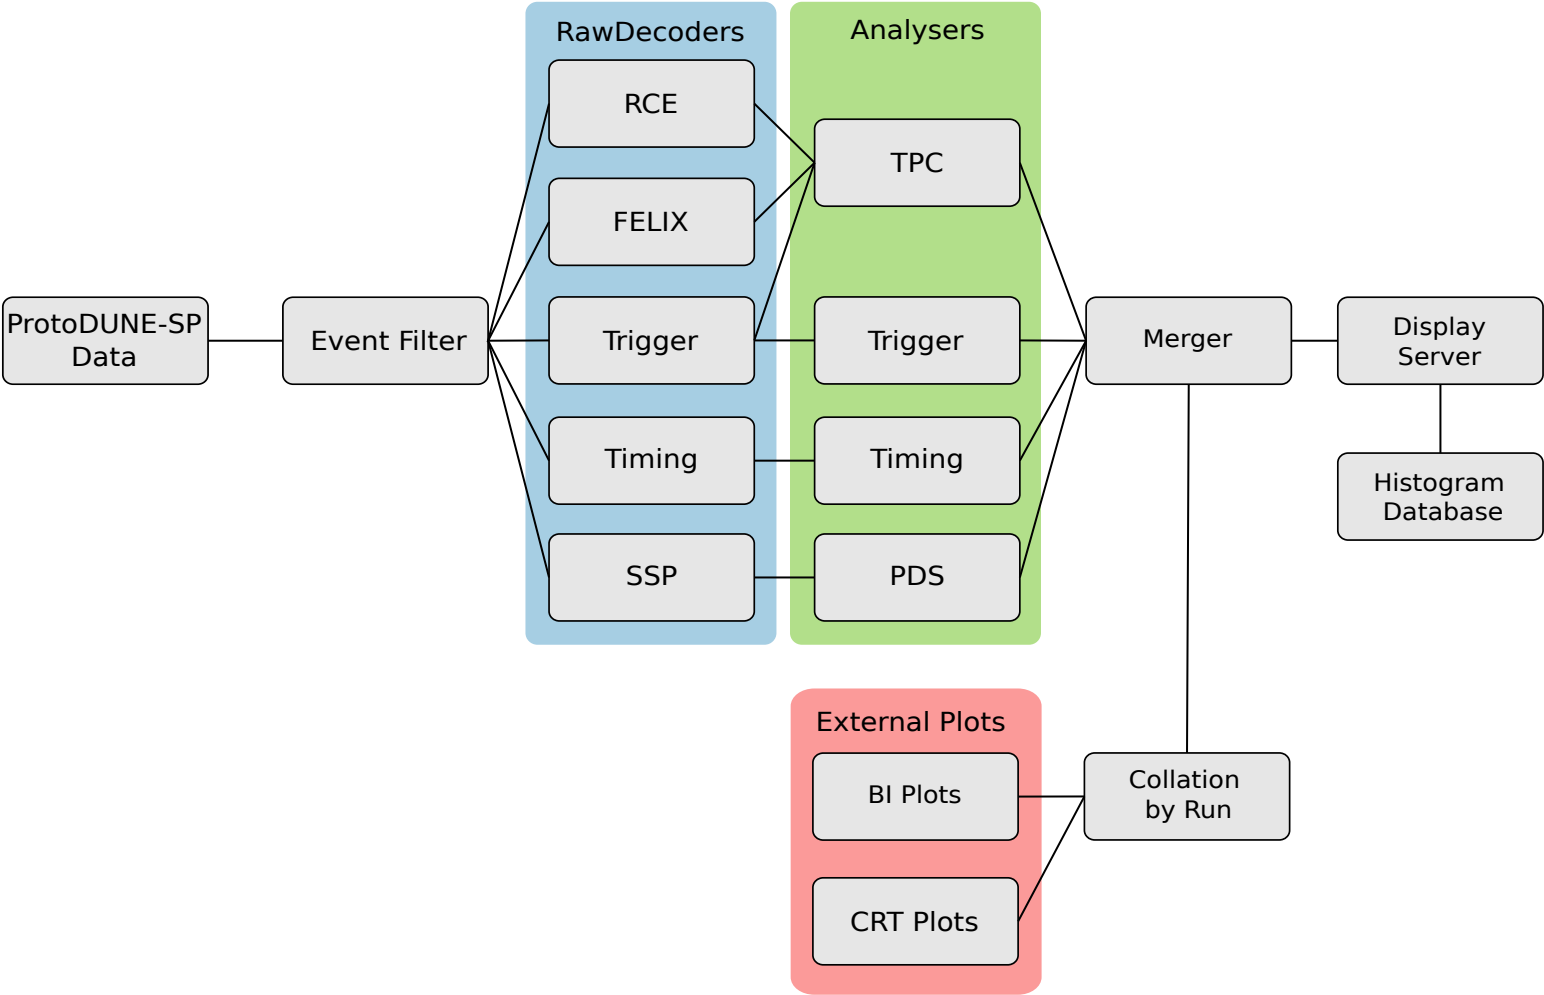 RawDecoders
Analysers
RCE
FELIX
Trigger
Timing
SSP
TPC
Trigger
Timing
PDS
ProtoDUNE-SP
Data
Event Filter
Merger
Display
Server
Histogram
Database
External Plots
BI Plots
CRT Plots
Collation
by Run